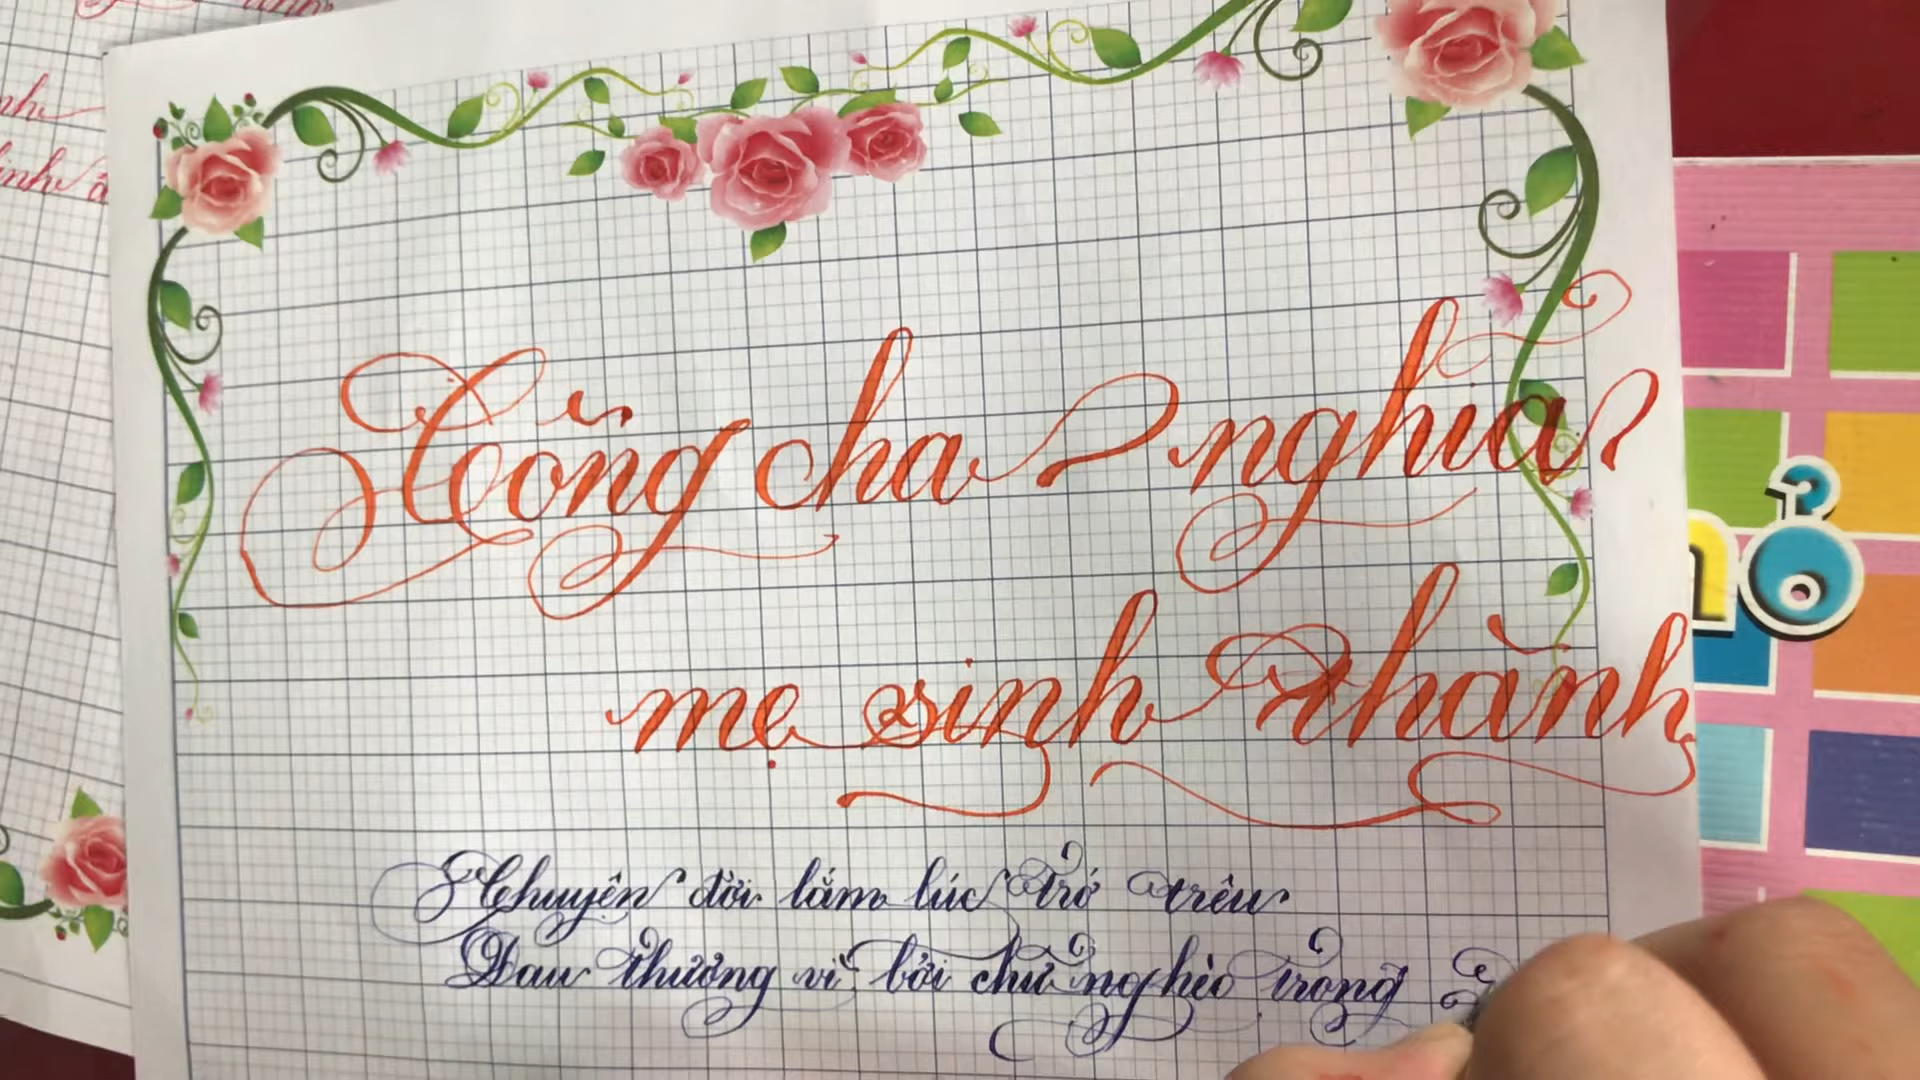 Công cha nghĩa
mẹ sinh thành
Chuyện đời lắm lúc trớ trêu
Đau thương vì bởi chữ nghèo trong